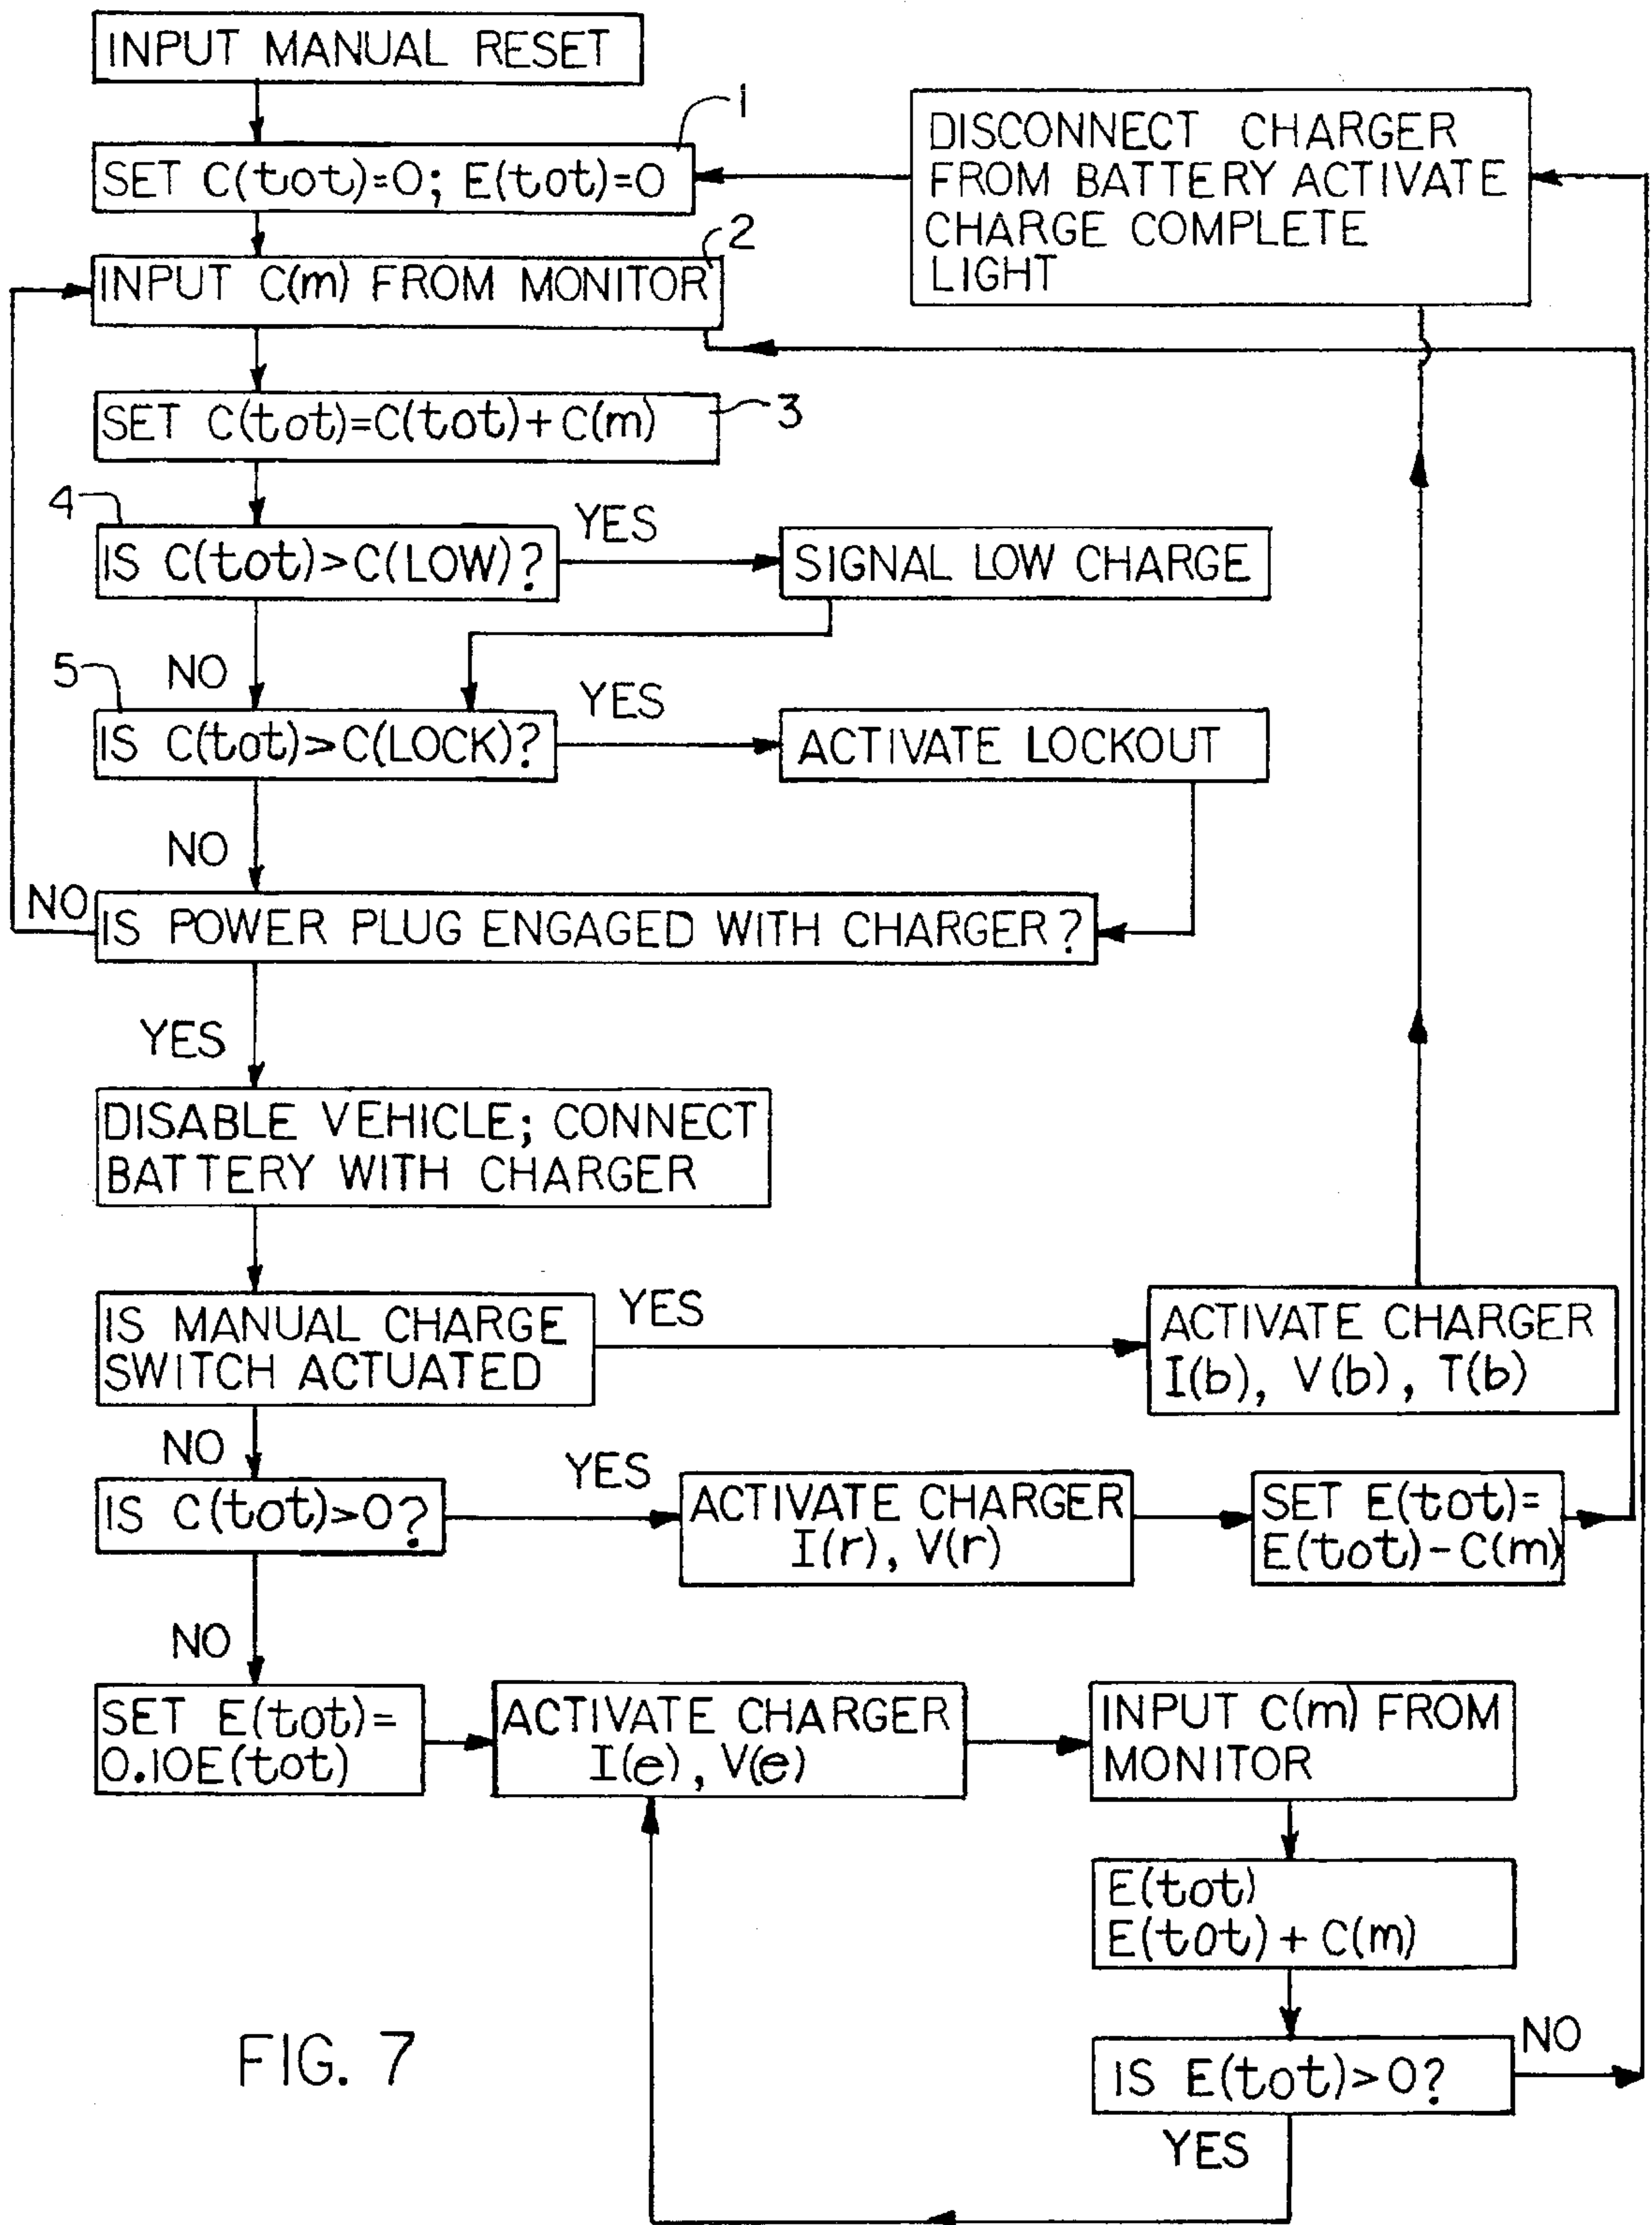 INPUT MANUAL RESET
1
SET C(tot)=0; E(tot)=0
DISCONNECT CHARGER
FROM BATTERY ACTIVATE
CHARGE COMPLETE
LIGHT
2
INPUT C(m) FROM MONITOR
SET C(tot)=C(tot)+C(m)
3
4
IS C(tot)>C(LOW)?
YES
SIGNAL LOW CHARGE
NO
5
IS C(tot)>C(LOCK)?
YES
ACTIVATE LOCKOUT
NO
NO
IS POWER PLUG ENGAGED WITH CHARGER?
YES
DISABLE VEHICLE; CONNECT
BATTERY WITH CHARGER
IS MANUAL CHARGE
SWITCH ACTUATED
YES
ACTIVATE CHARGER
I(b), V(b), T(b)
NO
IS C(tot)>0?
YES
ACTIVATE CHARGER
I(r), V(r)
SET E(tot)=
E(tot)-C(m)
NO
SET E(tot)=
0.10E(tot)
ACTIVATE CHARGER
I(e), V(e)
INPUT C(m) FROM
MONITOR
E(tot)
E(tot)+C(m)
IS E(tot)>0?
NO
YES
FIG. 7